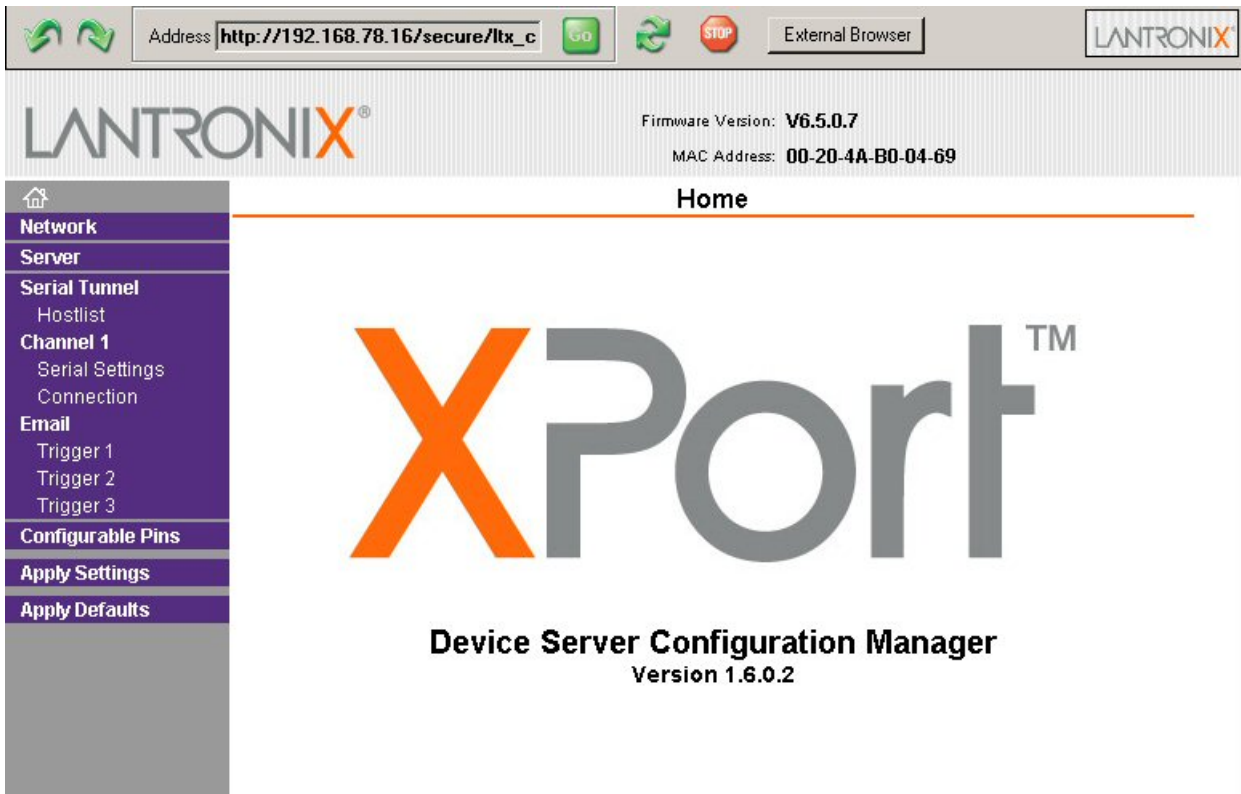 Address http://192.168.78.16/secure/ltx_c Go STOP External Browser LANTRONIX®
LANTRONIX®
Firmware Version: V6.5.0.7
MAC Address: 00-20-4A-B0-04-69
Home
Network
Server
Serial Tunnel
Hostlist
Channel 1
Serial Settings
Connection
Email
Trigger 1
Trigger 2
Trigger 3
Configurable Pins
Apply Settings
Apply Defaults
XPort™
Device Server Configuration Manager
Version 1.6.0.2